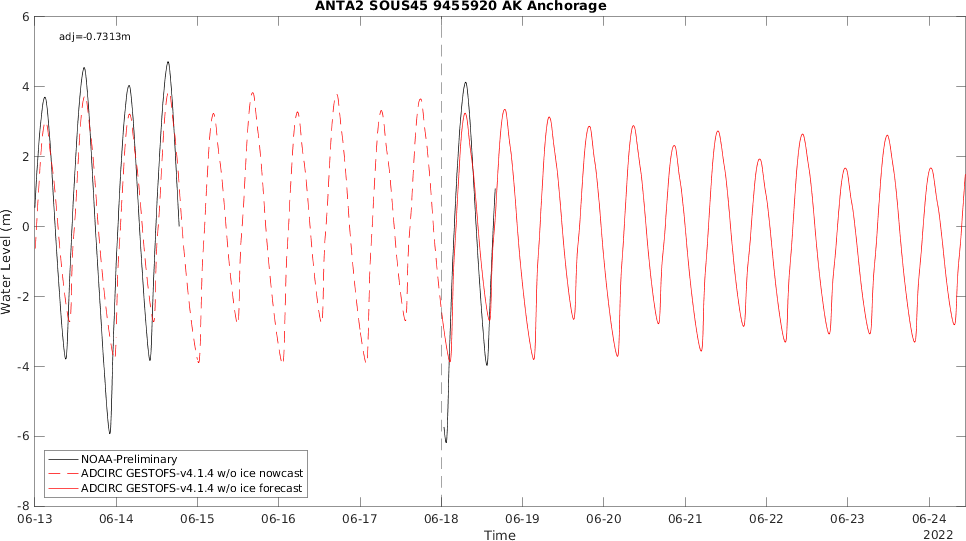 ANTA2 SOUS45 9455920 AK Anchorage
adj=-0.7313m
6
4
2
0
-2
-4
-6
-8
Water Level (m)
NOAA-Preliminary
ADCIRC GESTOFS-v4.1.4 w/o ice nowcast
ADCIRC GESTOFS-v4.1.4 w/o ice forecast
06-13 06-14 06-15 06-16 06-17 06-18 06-19 06-20 06-21 06-22 06-23 06-24
Time
2022